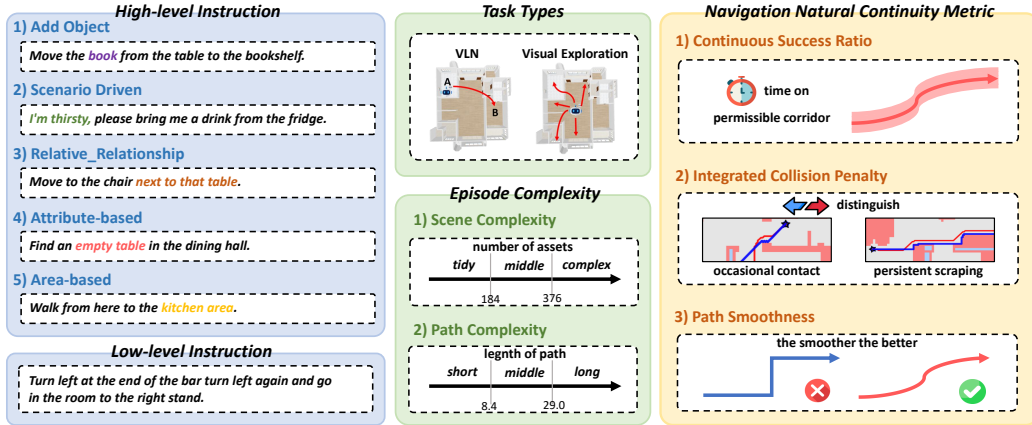 High-level Instruction
1) Add Object
Move the book from the table to the bookshelf.
2) Scenario Driven
I'm thirsty, please bring me a drink from the fridge.
3) Relative_Relationship
Move to the chair next to that table.
4) Attribute-based
Find an empty table in the dining hall.
5) Area-based
Walk from here to the kitchen area.
Low-level Instruction
Turn left at the end of the bar turn left again and go
in the room to the right stand.
Task Types
VLN
Visual Exploration
A
B
Episode Complexity
1) Scene Complexity
number of assets
tidy
middle
complex
184
376
2) Path Complexity
legnth of path
short
middle
long
8.4
29.0
Navigation Natural Continuity Metric
1) Continuous Success Ratio
time on
permissible corridor
2) Integrated Collision Penalty
distinguish
occasional contact
persistent scraping
3) Path Smoothness
the smoother the better